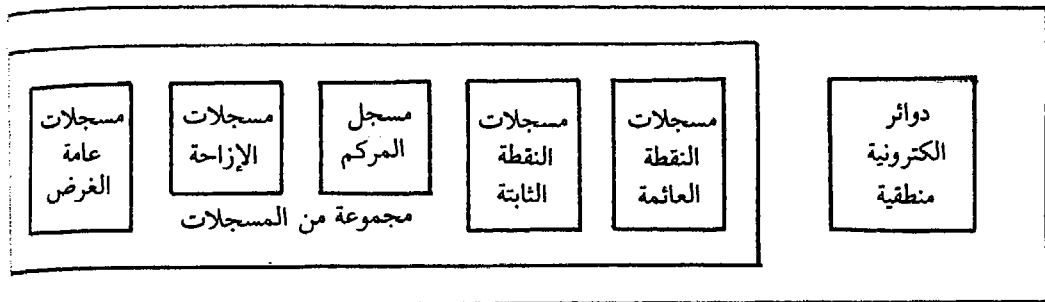 دوائر
الكترونية
منطقية
مسجلات
النقطة
العائمة
مسجلات
النقطة
الثابتة
مسجل
المركم
مسجلات
الإزاحة
مسجلات
عامة
الغرض
مجموعة من المسجلات